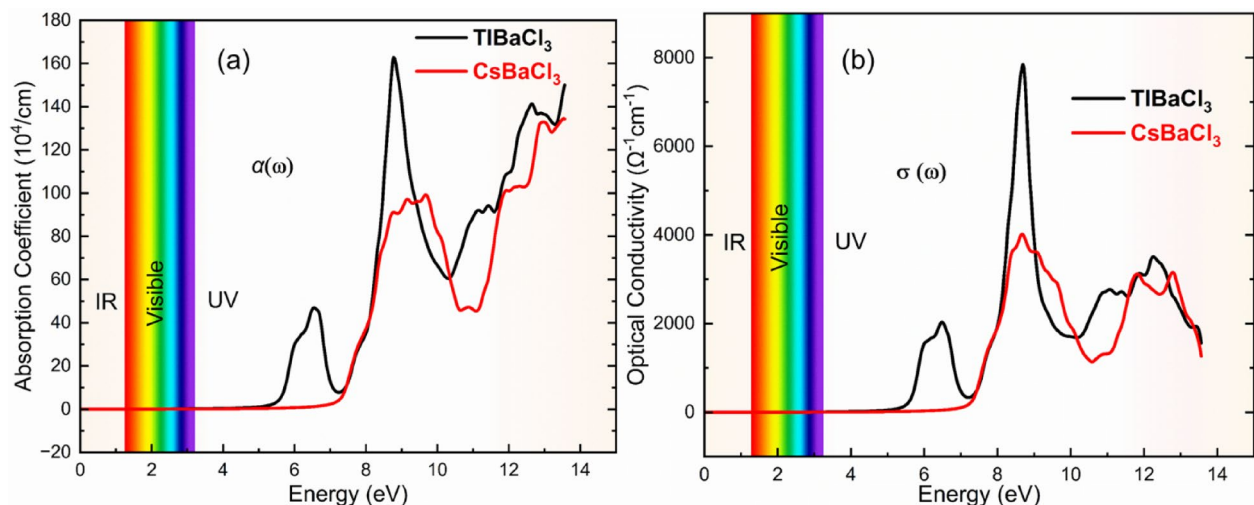 (a)
TlBaCl₃
CsBaCl₃
α(ω)
IR
Visible
UV
Absorption Coefficient (10⁴/cm)
180
160
140
120
100
80
60
40
20
0
−20
0 2 4 6 8 10 12 14
Energy (eV)
(b)
TlBaCl₃
CsBaCl₃
σ (ω)
IR
Visible
UV
Optical Conductivity (Ω⁻¹cm⁻¹)
8000
6000
4000
2000
0
0 2 4 6 8 10 12 14
Energy (eV)